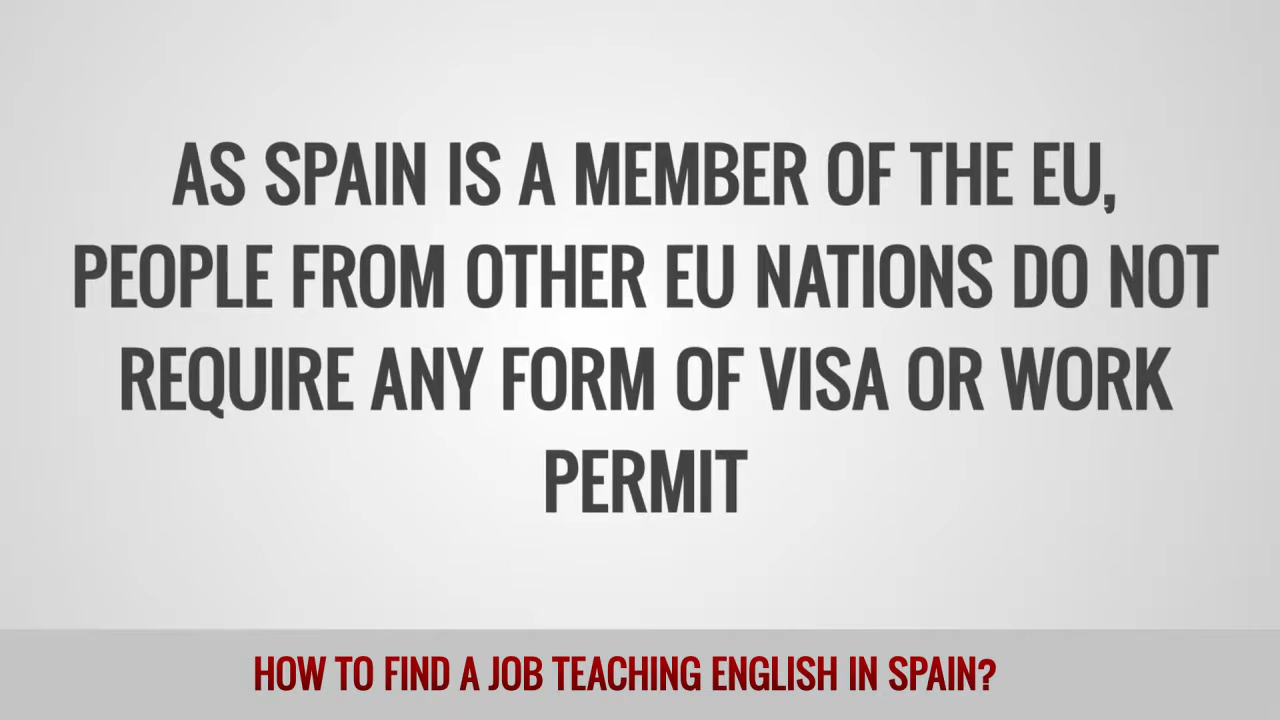 AS SPAIN IS A MEMBER OF THE EU,
PEOPLE FROM OTHER EU NATIONS DO NOT
REQUIRE ANY FORM OF VISA OR WORK
PERMIT
HOW TO FIND A JOB TEACHING ENGLISH IN SPAIN?